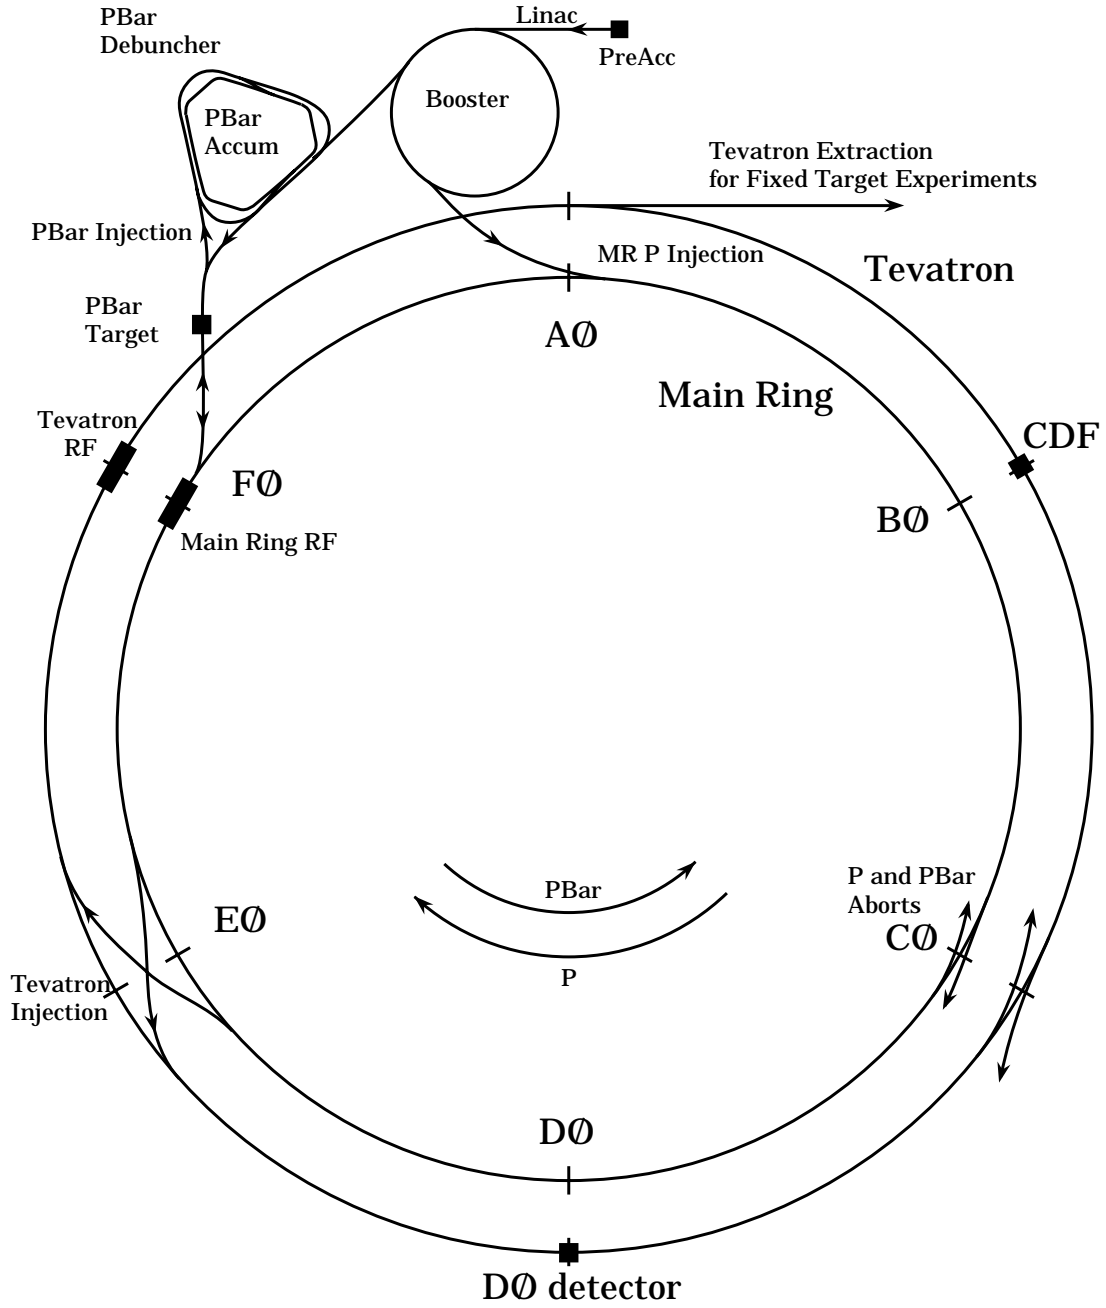 PBar
Debuncher
Linac
PreAcc
Booster
PBar
Accum
Tevatron Extraction
for Fixed Target Experiments
PBar Injection
MR P Injection
Tevatron
PBar
Target
AØ
Main Ring
Tevatron
RF
CDF
FØ
BØ
Main Ring RF
P and PBar
Aborts
PBar
EØ
CØ
P
Tevatron
Injection
DØ
DØ detector